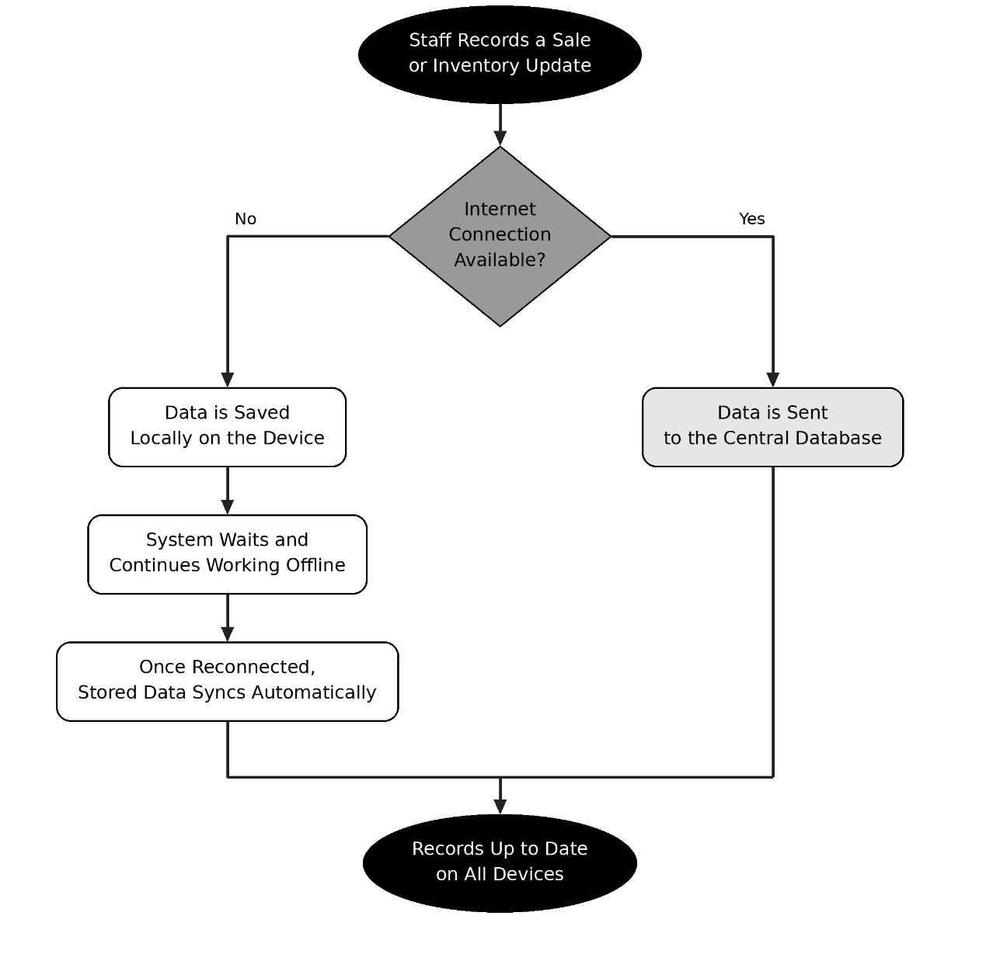 Staff Records a Sale
or Inventory Update
Internet
Connection
Available?
No
Yes
Data is Saved
Locally on the Device
Data is Sent
to the Central Database
System Waits and
Continues Working Offline
Once Reconnected,
Stored Data Syncs Automatically
Records Up to Date
on All Devices